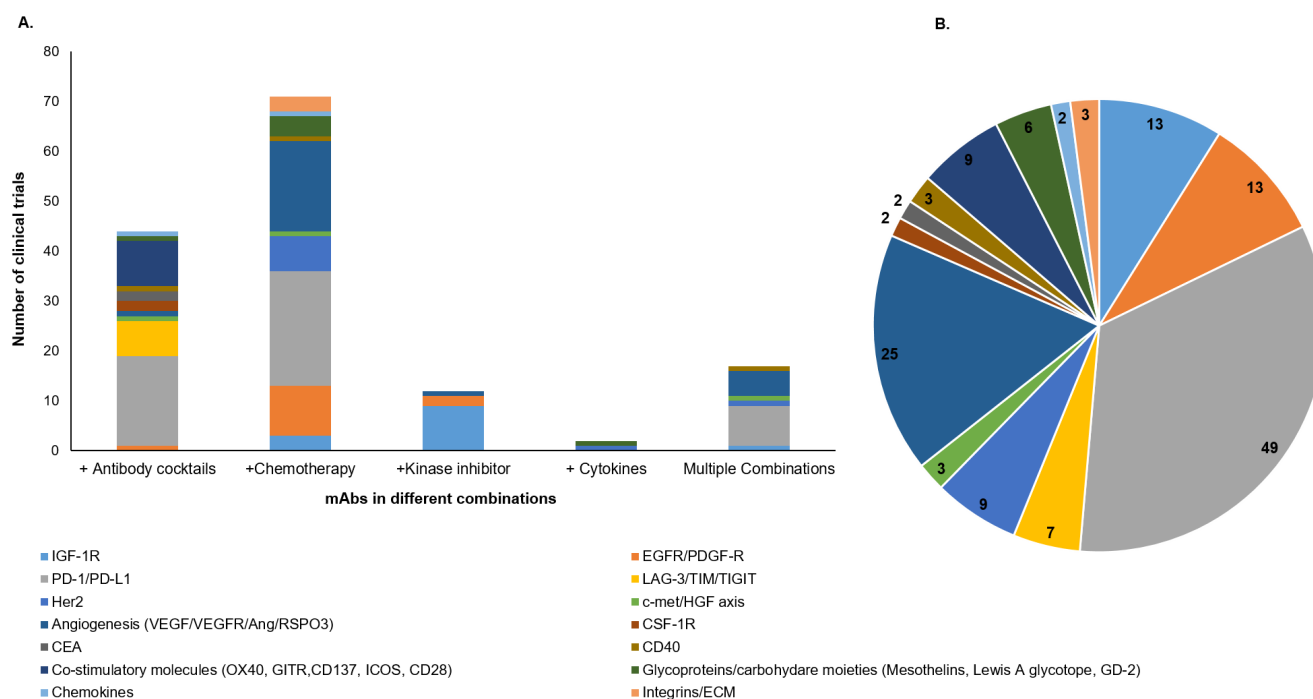 A.
B.
Number of clinical trials
80
70
60
50
40
30
20
10
0
+ Antibody cocktails
+Chemotherapy
+Kinase inhibitor
+ Cytokines
Multiple Combinations
mAbs in different combinations
13
13
49
7
9
3
25
2
2
3
9
6
2
3
IGF-1R
EGFR/PDGF-R
PD-1/PD-L1
LAG-3/TIM/TIGIT
Her2
c-met/HGF axis
Angiogenesis (VEGF/VEGFR/Ang/RSPO3)
CSF-1R
CEA
CD40
Co-stimulatory molecules (OX40, GITR,CD137, ICOS, CD28)
Glycoproteins/carbohydare moieties (Mesothelins, Lewis A glycotope, GD-2)
Chemokines
Integrins/ECM